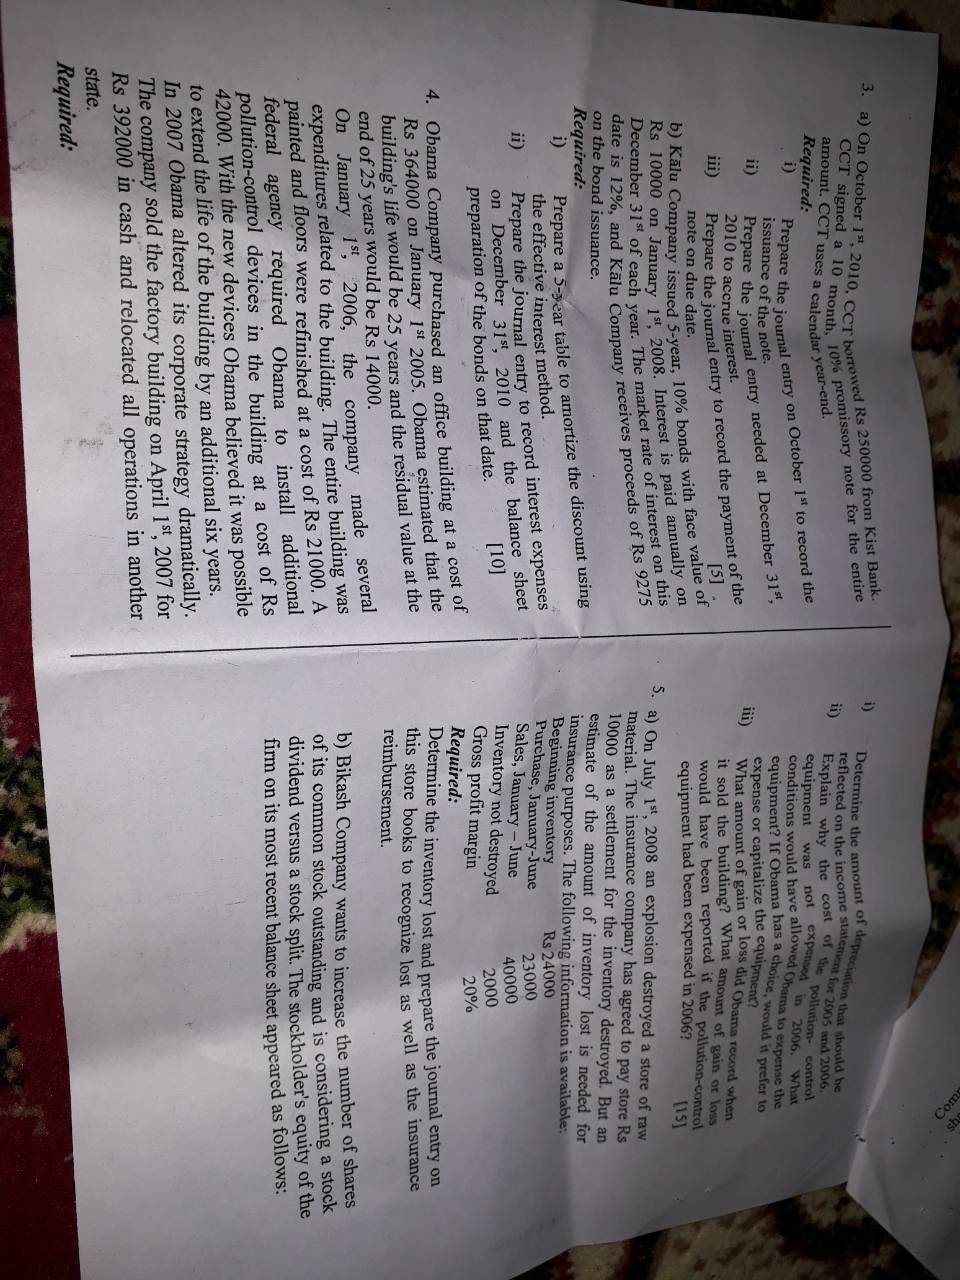 3. a) On October 1st, 2010, CCT borrowed Rs 250000 from Kist Bank.
CCT signed a 10 month, 10% promissory note for the entire
amount. CCT uses a calendar year-end.
Required:
i) Prepare the journal entry on October 1st to record the
issuance of the note.
ii) Prepare the journal entry needed at December 31st,
2010 to accrue interest.
iii) Prepare the journal entry to record the payment of the
note on due date. [5]
b) Kālu Company issued 5-year, 10% bonds with face value of
Rs 10000 on January 1st, 2008. Interest is paid annually on
December 31st of each year. The market rate of interest on this
date is 12%, and Kālu Company receives proceeds of Rs 9275
on the bond issuance.
Required:
i) Prepare a 5-year table to amortize the discount using
the effective interest method.
ii) Prepare the journal entry to record interest expenses
on December 31st, 2010 and the balance sheet
preparation of the bonds on that date. [10]
4. Obama Company purchased an office building at a cost of
Rs 364000 on January 1st 2005. Obama estimated that the
building's life would be 25 years and the residual value at the
end of 25 years would be Rs 14000.
On January 1st, 2006, the company made several
expenditures related to the building. The entire building was
painted and floors were refinished at a cost of Rs 21000. A
federal agency required Obama to install additional
pollution-control devices in the building at a cost of Rs
42000. With the new devices Obama believed it was possible
to extend the life of the building by an additional six years.
In 2007 Obama altered its corporate strategy dramatically.
The company sold the factory building on April 1st, 2007 for
Rs 392000 in cash and relocated all operations in another
state.
Required:
i) Determine the amount of depreciation that should be
reflected on the income statement for 2005 and 2006.
ii) Explain why the cost of the pollution- control
equipment was not expensed in 2006. What
conditions would have allowed Obama to expense the
equipment? If Obama has a choice, would it prefer to
expense or capitalize the equipment?
iii) What amount of gain or loss did Obama record when
it sold the building? What amount of gain or loss
would have been reported if the pollution-control
equipment had been expensed in 2006? [15]
5. a) On July 1st, 2008 an explosion destroyed a store of raw
material. The insurance company has agreed to pay store Rs
10000 as a settlement for the inventory destroyed. But an
estimate of the amount of inventory lost is needed for
insurance purposes. The following information is available:
Beginning inventory Rs 24000
Purchase, January-June 23000
Sales, January – June 40000
Inventory not destroyed 2000
Gross profit margin 20%
Required:
Determine the inventory lost and prepare the journal entry on
this store books to recognize lost as well as the insurance
reimbursement.
b) Bikash Company wants to increase the number of shares
of its common stock outstanding and is considering a stock
dividend versus a stock split. The stockholder's equity of the
firm on its most recent balance sheet appeared as follows: